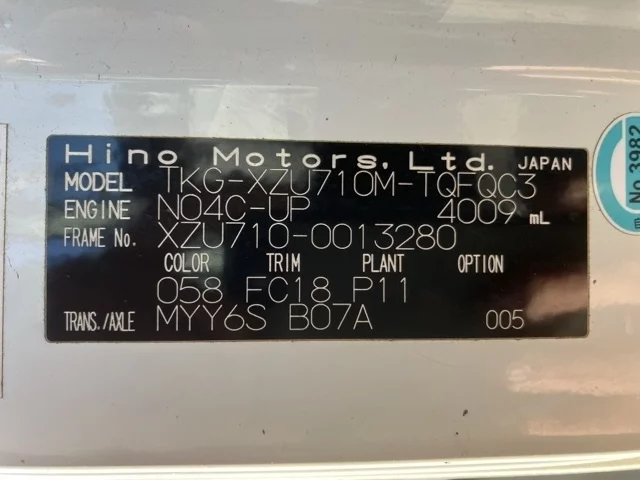 Hino Motors, Ltd. JAPAN
MODEL TKG-XZU710M-TQFQC3
ENGINE N04C-UP 4009 mL
FRAME No. XZU710-0013280
COLOR TRIM PLANT OPTION
058 FC18 P11
TRANS./AXLE MYY6S B07A 005
No.3982